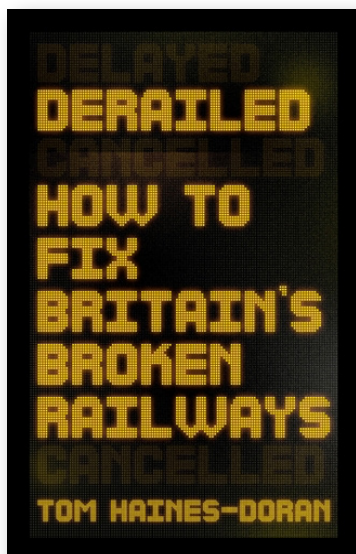 DELAYED
DERAILED
CANCELLED
HOW TO
FIX
BRITAIN'S
BROKEN
RAILWAYS
CANCELLED
TOM HAINES-DORAN